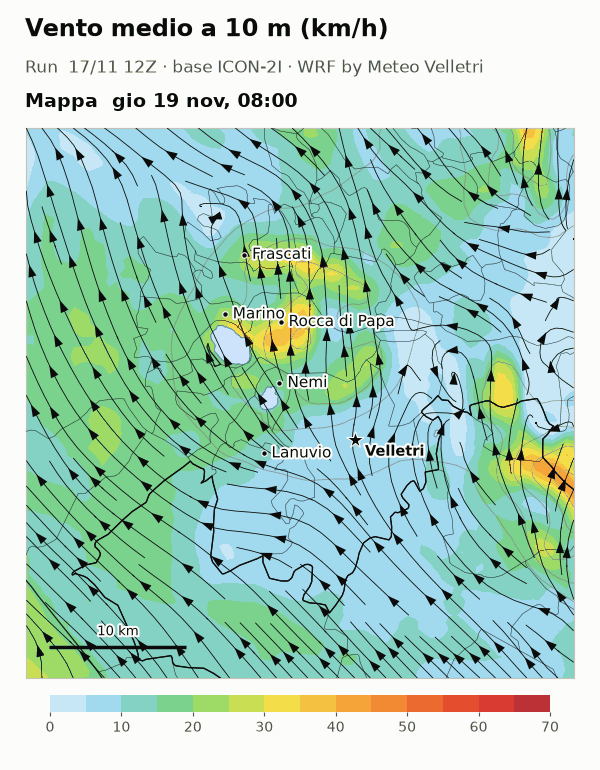 Vento medio a 10 m (km/h)
Run 17/11 12Z · base ICON-2I · WRF by Meteo Velletri
Mappa gio 19 nov, 08:00
Frascati
Marino
Rocca di Papa
Nemi
Velletri
Lanuvio
10 km
0 10 20 30 40 50 60 70